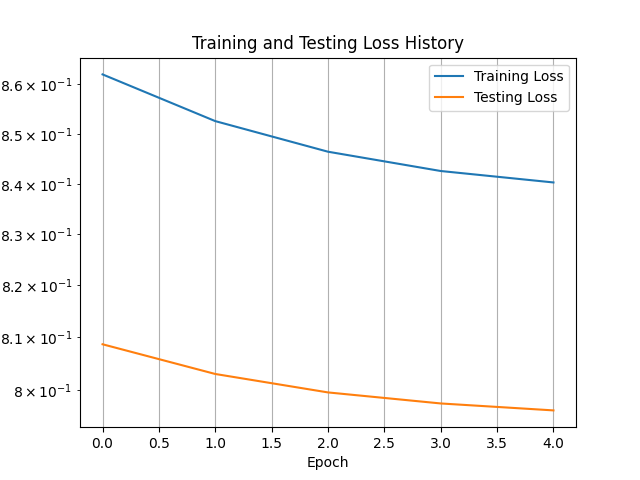 Training and Testing Loss History
Training Loss
Testing Loss
8.6 × 10⁻¹
8.5 × 10⁻¹
8.4 × 10⁻¹
8.3 × 10⁻¹
8.2 × 10⁻¹
8.1 × 10⁻¹
8 × 10⁻¹
0.0 0.5 1.0 1.5 2.0 2.5 3.0 3.5 4.0
Epoch